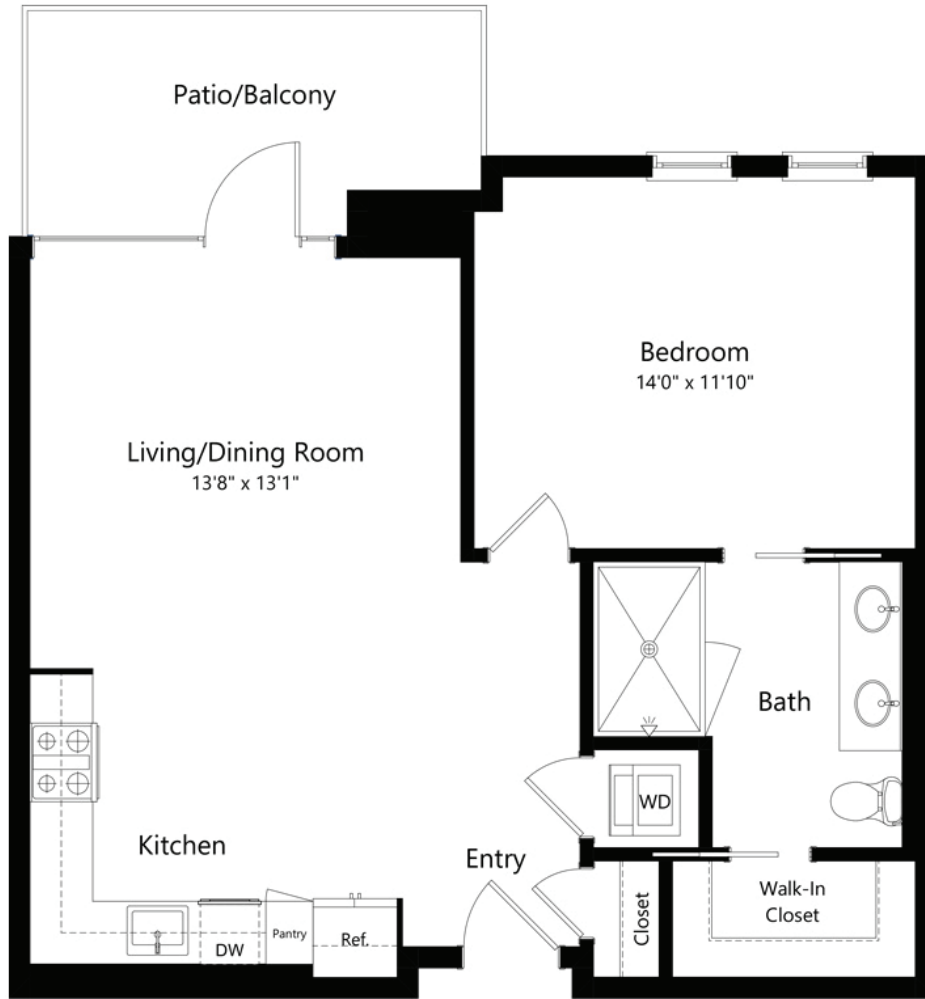 Patio/Balcony
Bedroom
14'0" x 11'10"
Living/Dining Room
13'8" x 13'1"
Bath
WD
Kitchen
Entry
Walk-In
Closet
Closet
Pantry
Ref.
DW